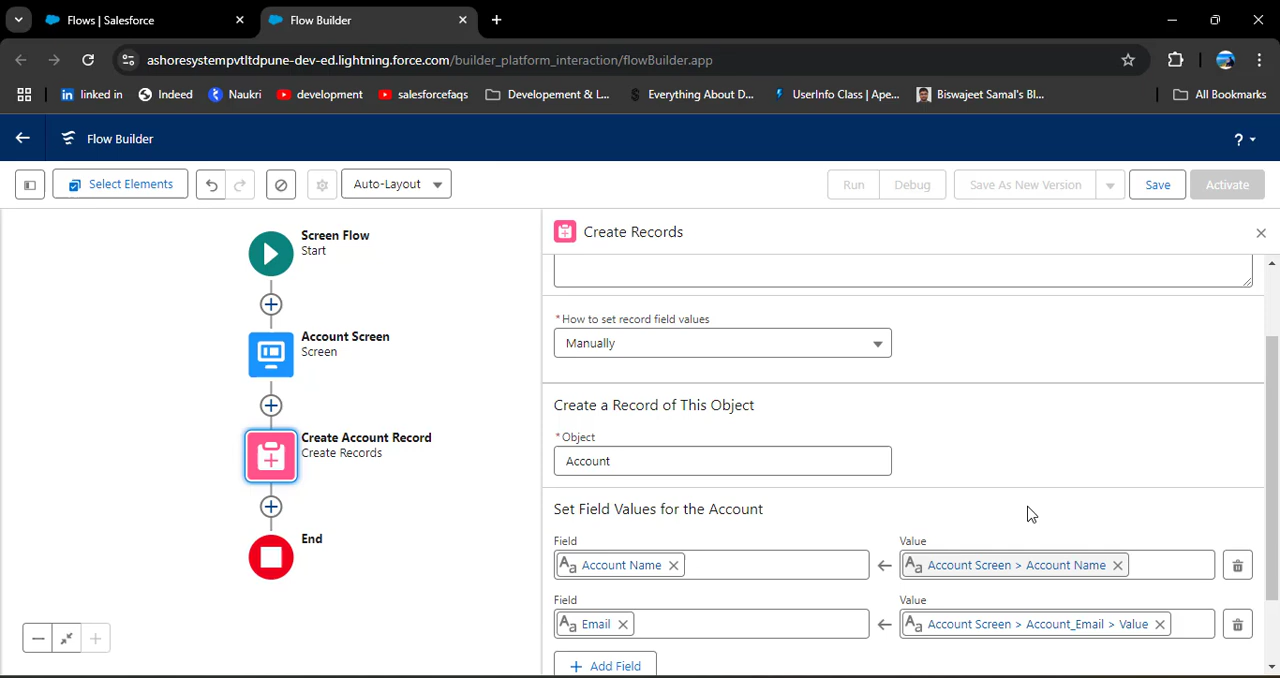 Flows | Salesforce
Flow Builder
ashoresystempvtltdpune-dev-ed.lightning.force.com/builder_platform_interaction/flowBuilder.app
linked in
Indeed
Naukri
development
salesforcefaqs
Developement & L...
Everything About D...
UserInfo Class | Ape...
Biswajeet Samal's Bl...
All Bookmarks
Flow Builder
?
Select Elements
Auto-Layout
Run
Debug
Save As New Version
Save
Activate
Screen Flow
Start
Account Screen
Screen
Create Account Record
Create Records
End
Create Records
* How to set record field values
Manually
Create a Record of This Object
* Object
Account
Set Field Values for the Account
Field
Value
Aa Account Name
Aa Account Screen > Account Name
Field
Value
Aa Email
Aa Account Screen > Account_Email > Value
+ Add Field